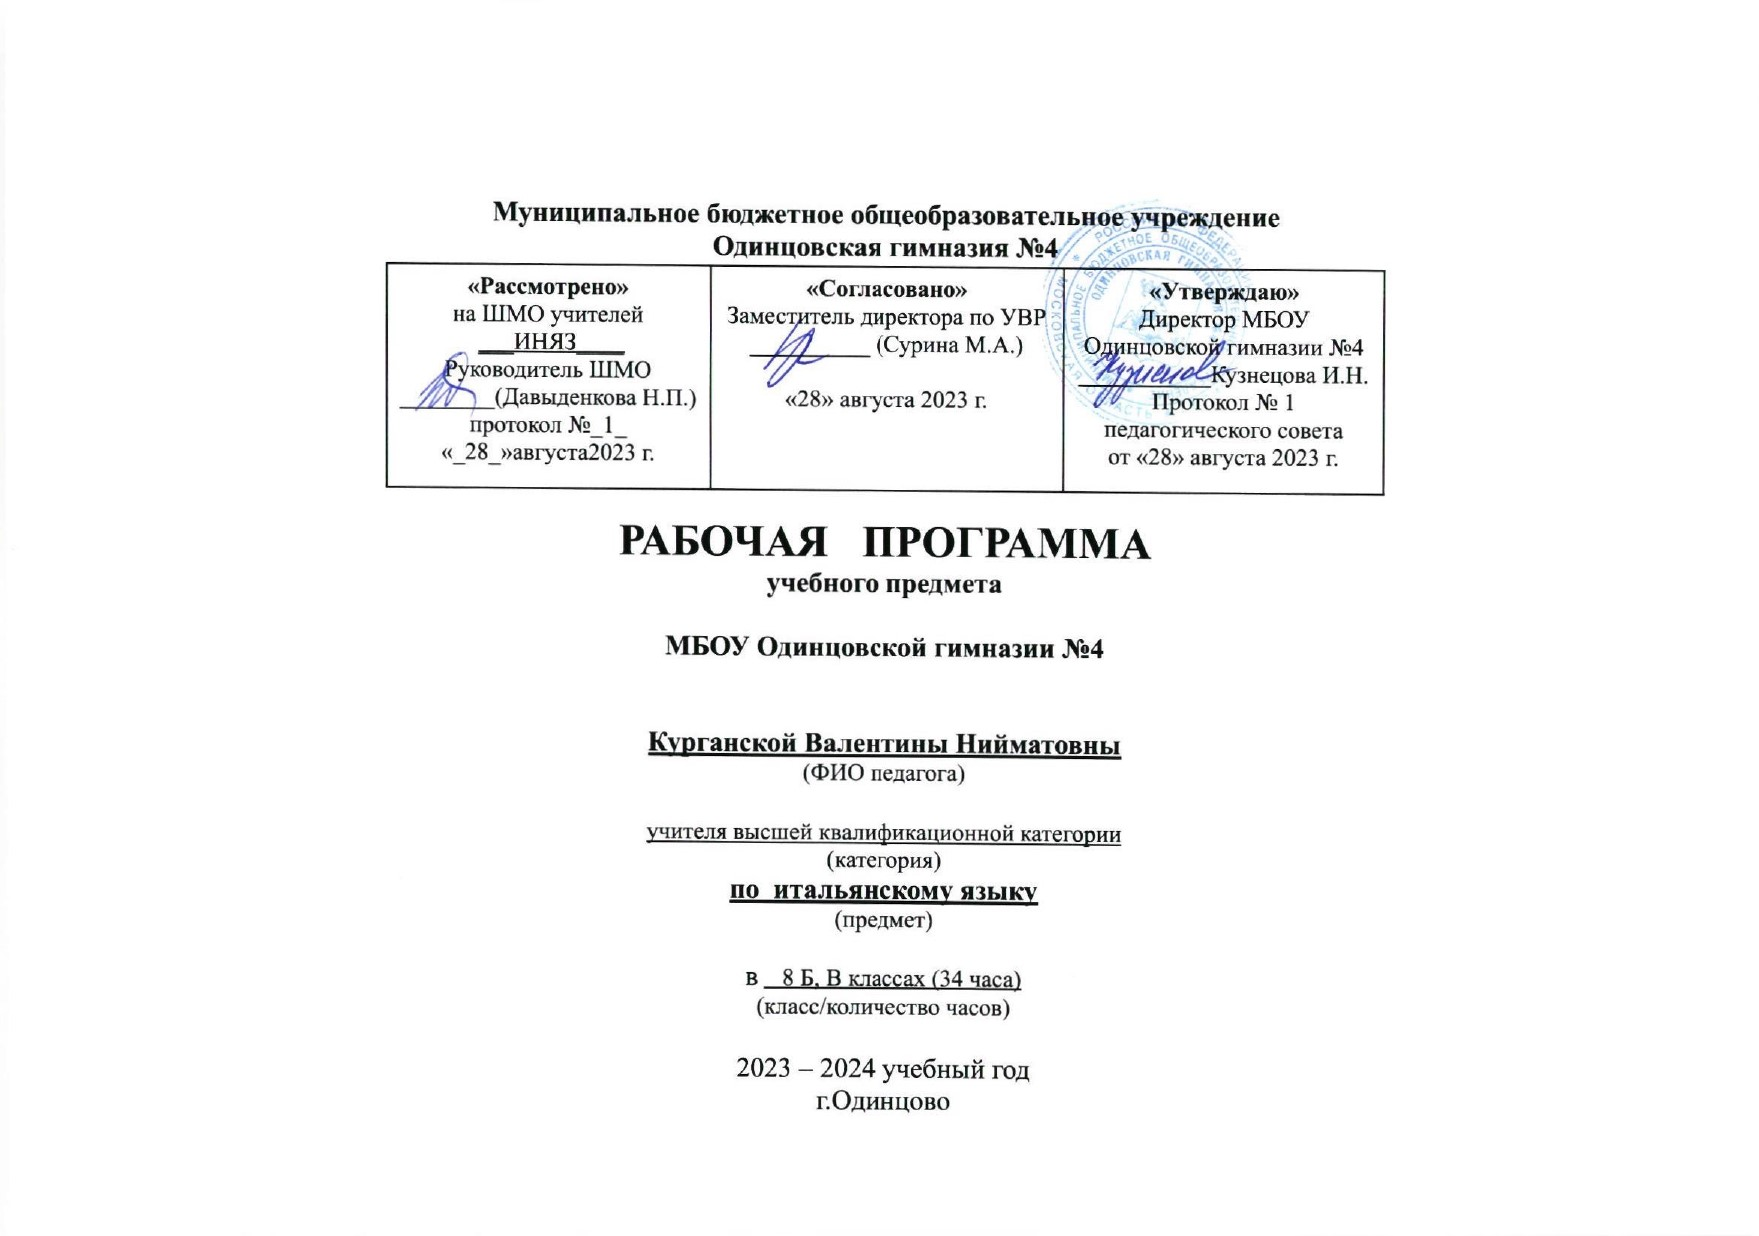 Муниципальное бюджетное общеобразовательное учреждение
Одинцовская гимназия №4
«Рассмотрено»
на ШМО учителей
___ИНЯЗ____
Руководитель ШМО
________(Давыденкова Н.П.)
протокол №_1_
«_28_»августа2023 г.
«Согласовано»
Заместитель директора по УВР
__________ (Сурина М.А.)
«28» августа 2023 г.
«Утверждаю»
Директор МБОУ
Одинцовской гимназии №4
___________Кузнецова И.Н.
Протокол № 1
педагогического совета
от «28» августа 2023 г.
РАБОЧАЯ ПРОГРАММА
учебного предмета
МБОУ Одинцовской гимназии №4
Курганской Валентины Нийматовны
(ФИО педагога)
учителя высшей квалификационной категории
(категория)
по итальянскому языку
(предмет)
в 8 Б, В классах (34 часа)
(класс/количество часов)
2023 – 2024 учебный год
г.Одинцово